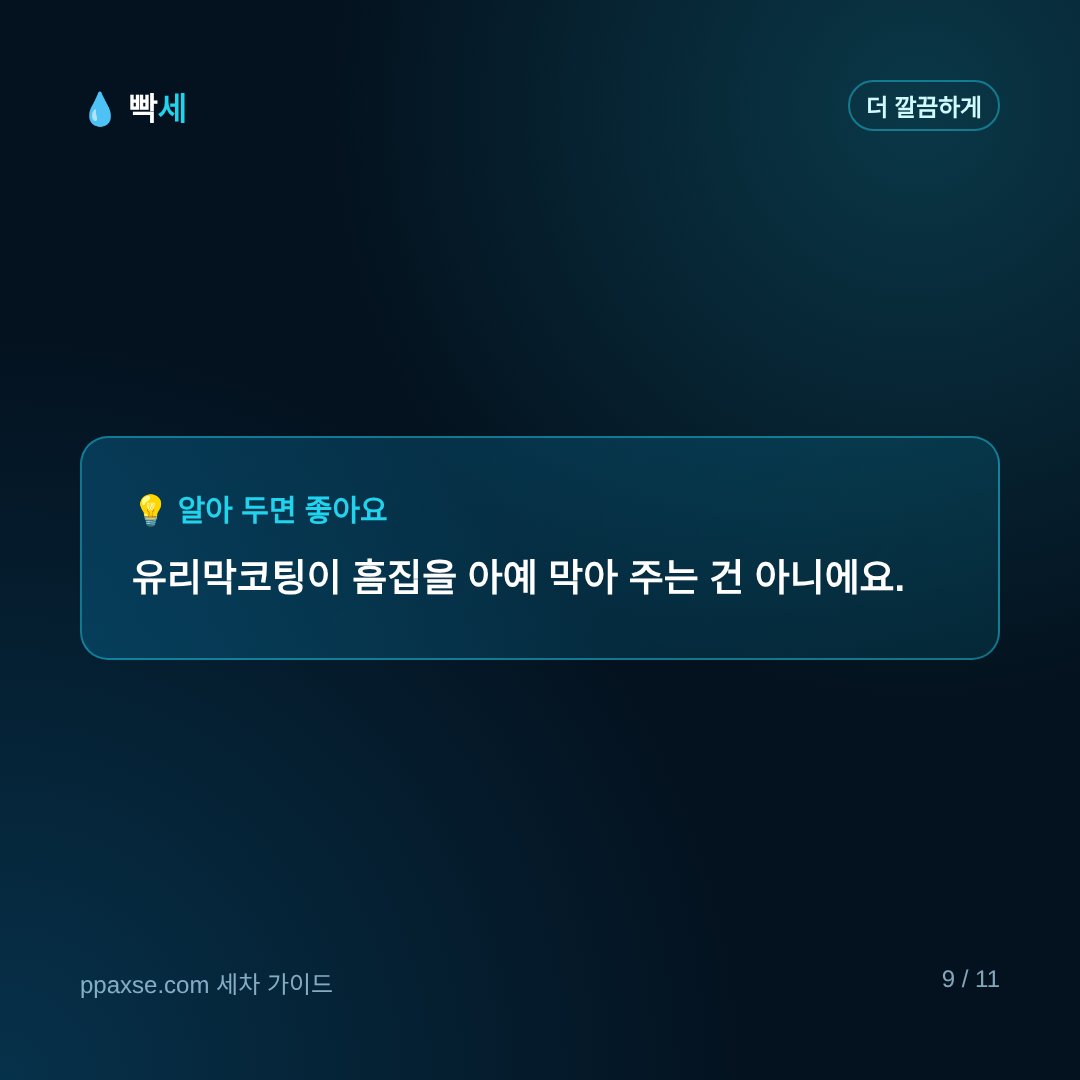 💧 빡세
더 깔끔하게
💡 알아 두면 좋아요
유리막코팅이 흠집을 아예 막아 주는 건 아니에요.
ppaxse.com 세차 가이드
9 / 11